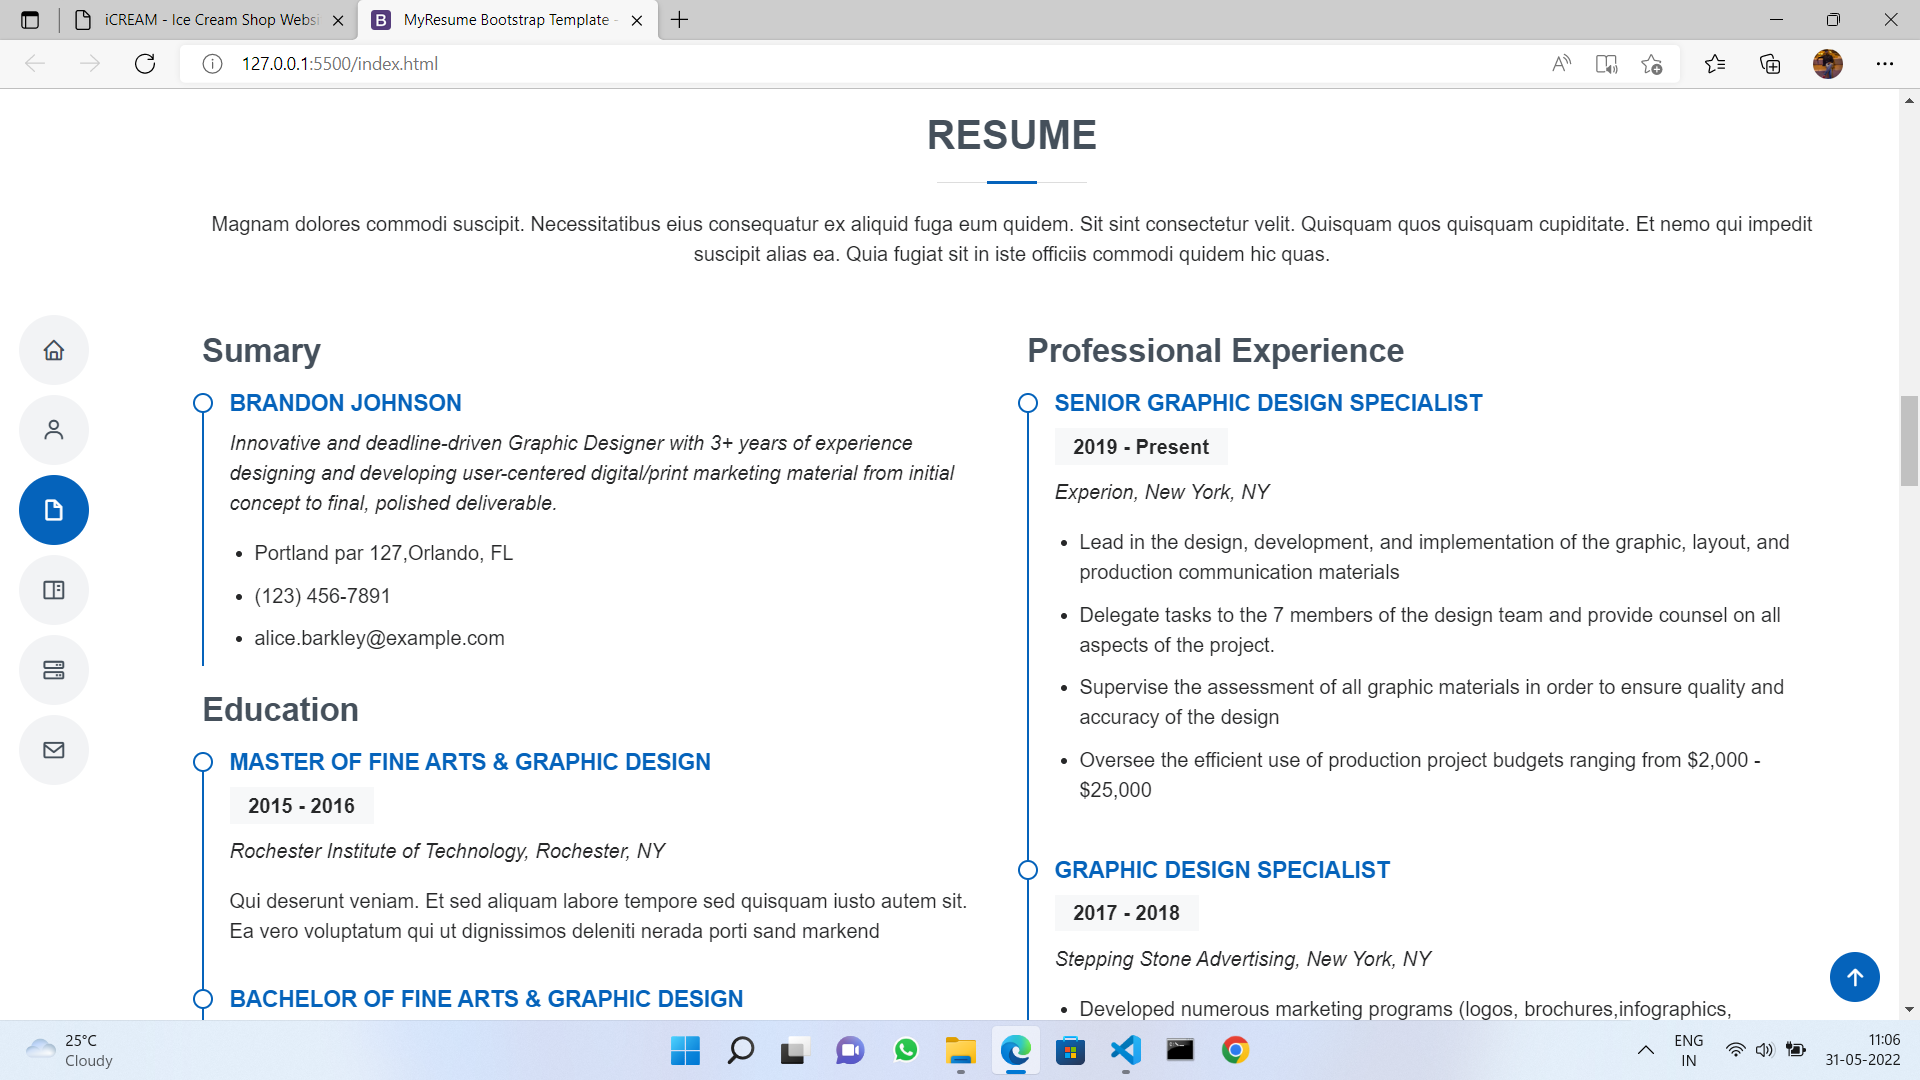 iCREAM - Ice Cream Shop Websi
MyResume Bootstrap Template -
127.0.0.1:5500/index.html
RESUME
Magnam dolores commodi suscipit. Necessitatibus eius consequatur ex aliquid fuga eum quidem. Sit sint consectetur velit. Quisquam quos quisquam cupiditate. Et nemo qui impedit
suscipit alias ea. Quia fugiat sit in iste officiis commodi quidem hic quas.
Sumary
BRANDON JOHNSON
Innovative and deadline-driven Graphic Designer with 3+ years of experience
designing and developing user-centered digital/print marketing material from initial
concept to final, polished deliverable.
• Portland par 127,Orlando, FL
• (123) 456-7891
• alice.barkley@example.com
Education
MASTER OF FINE ARTS & GRAPHIC DESIGN
2015 - 2016
Rochester Institute of Technology, Rochester, NY
Qui deserunt veniam. Et sed aliquam labore tempore sed quisquam iusto autem sit.
Ea vero voluptatum qui ut dignissimos deleniti nerada porti sand markend
BACHELOR OF FINE ARTS & GRAPHIC DESIGN
Professional Experience
SENIOR GRAPHIC DESIGN SPECIALIST
2019 - Present
Experion, New York, NY
• Lead in the design, development, and implementation of the graphic, layout, and
production communication materials
• Delegate tasks to the 7 members of the design team and provide counsel on all
aspects of the project.
• Supervise the assessment of all graphic materials in order to ensure quality and
accuracy of the design
• Oversee the efficient use of production project budgets ranging from $2,000 -
$25,000
GRAPHIC DESIGN SPECIALIST
2017 - 2018
Stepping Stone Advertising, New York, NY
• Developed numerous marketing programs (logos, brochures,infographics,
25°C
Cloudy
ENG
IN
11:06
31-05-2022